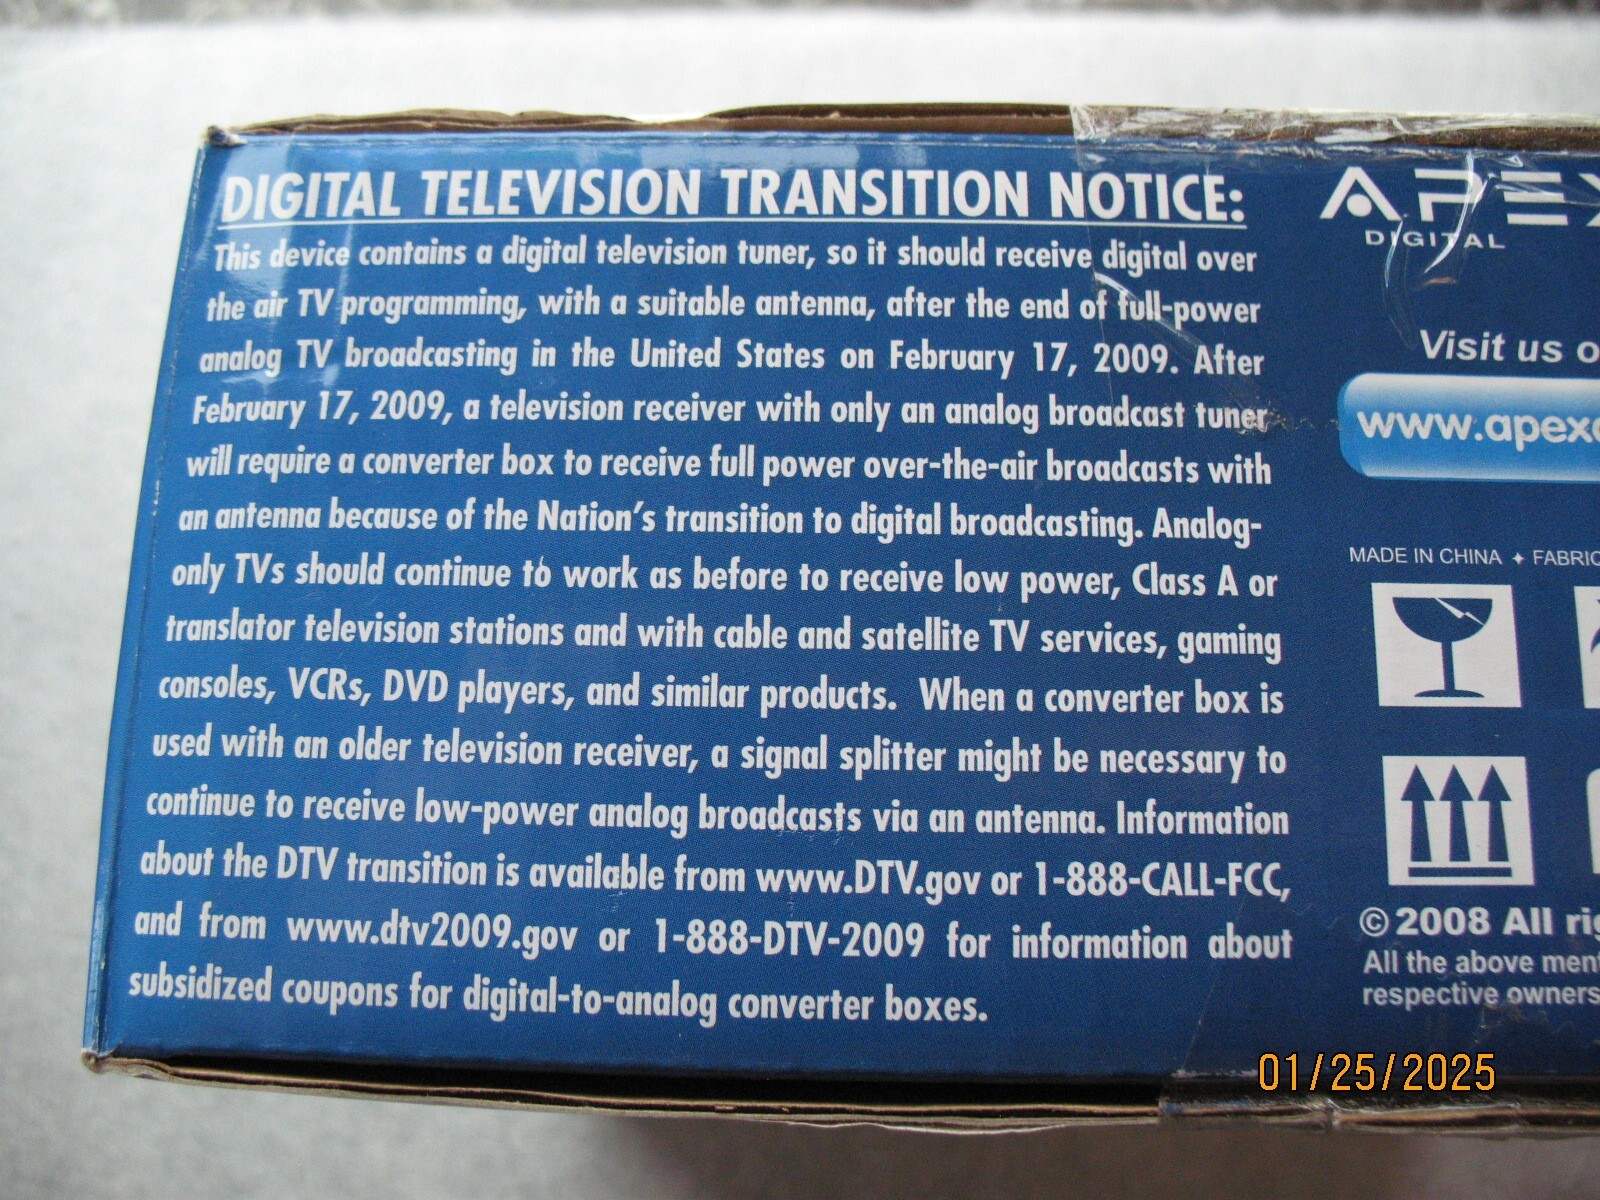 DIGITAL TELEVISION TRANSITION NOTICE:
This device contains a digital television tuner, so it should receive digital over
the air TV programming, with a suitable antenna, after the end of full-power
analog TV broadcasting in the United States on February 17, 2009. After
February 17, 2009, a television receiver with only an analog broadcast tuner
will require a converter box to receive full power over-the-air broadcasts with
an antenna because of the Nation's transition to digital broadcasting. Analog-
only TVs should continue to work as before to receive low power, Class A or
translator television stations and with cable and satellite TV services, gaming
consoles, VCRs, DVD players, and similar products. When a converter box is
used with an older television receiver, a signal splitter might be necessary to
continue to receive low-power analog broadcasts via an antenna. Information
about the DTV transition is available from www.DTV.gov or 1-888-CALL-FCC,
and from www.dtv2009.gov or 1-888-DTV-2009 for information about
subsidized coupons for digital-to-analog converter boxes.
APEX
DIGITAL
Visit us
www.apex
MADE IN CHINA ✦ FABRIC
© 2008 All
All the above
respective owners
01/25/2025